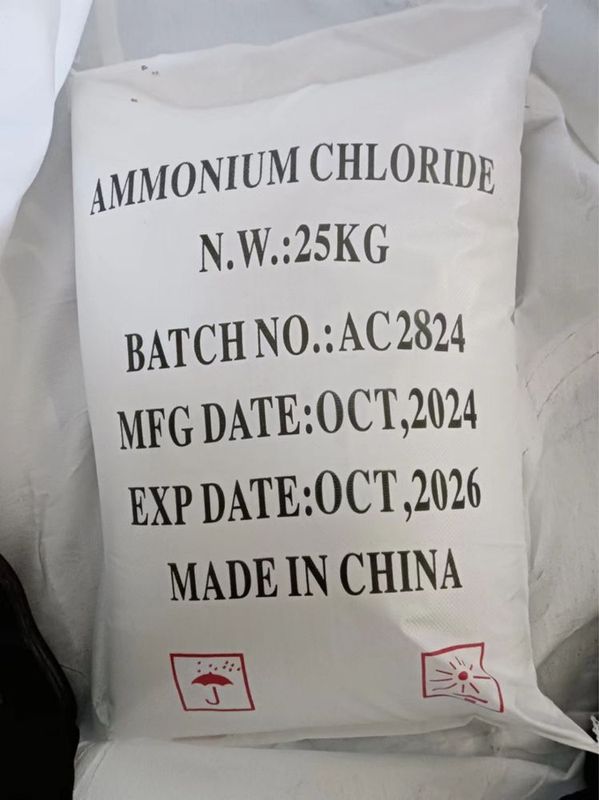 AMMONIUM CHLORIDE
N.W.:25KG
BATCH NO.:AC2824
MFG DATE:OCT,2024
EXP DATE:OCT,2026
MADE IN CHINA